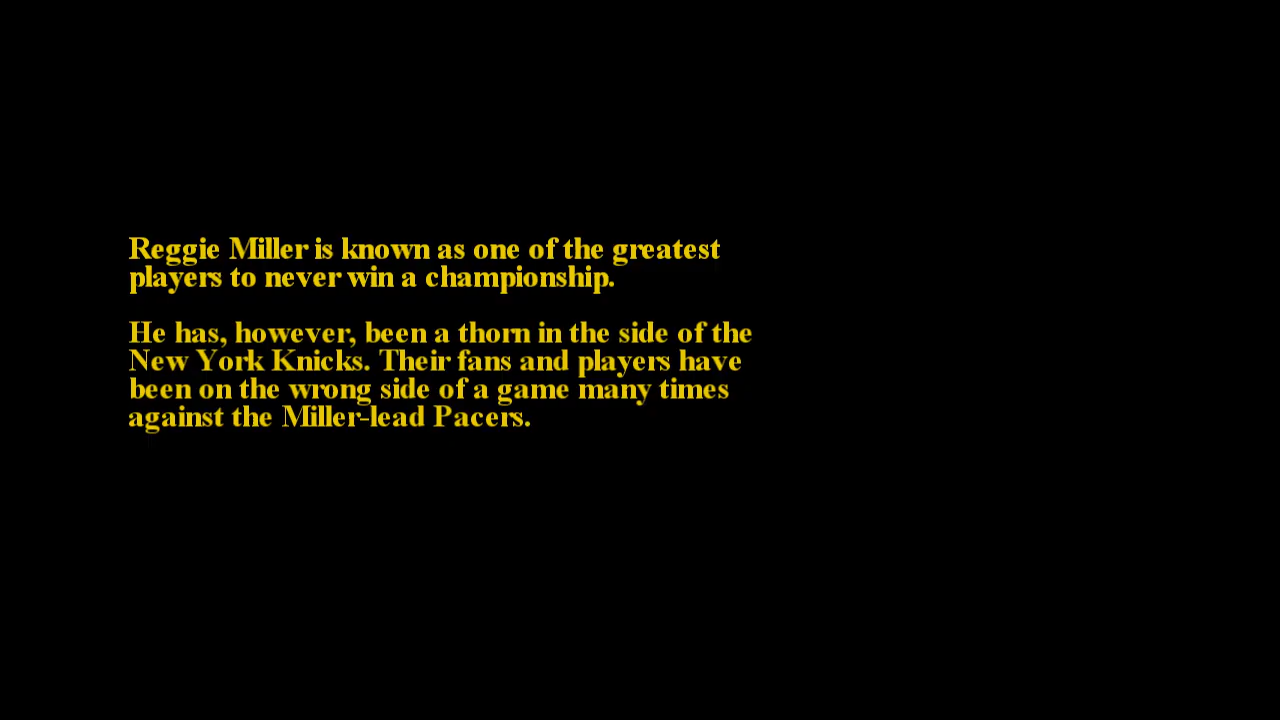 Reggie Miller is known as one of the greatest
players to never win a championship.
He has, however, been a thorn in the side of the
New York Knicks. Their fans and players have
been on the wrong side of a game many times
against the Miller-lead Pacers.